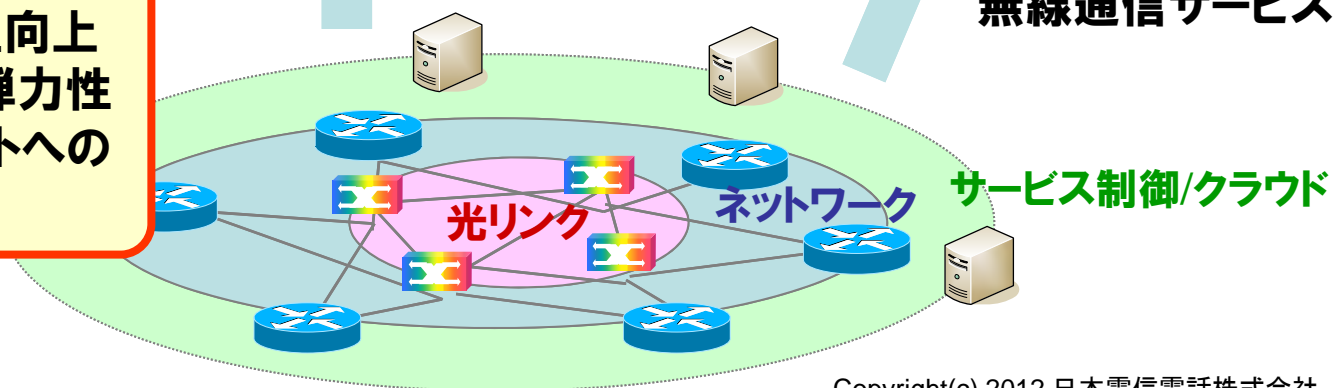 無線通信サービス
向上
弾力性
トへの
サービス制御/クラウド
ネットワーク
光リンク
Copyright(c) 2012 日本電信電話株式会社